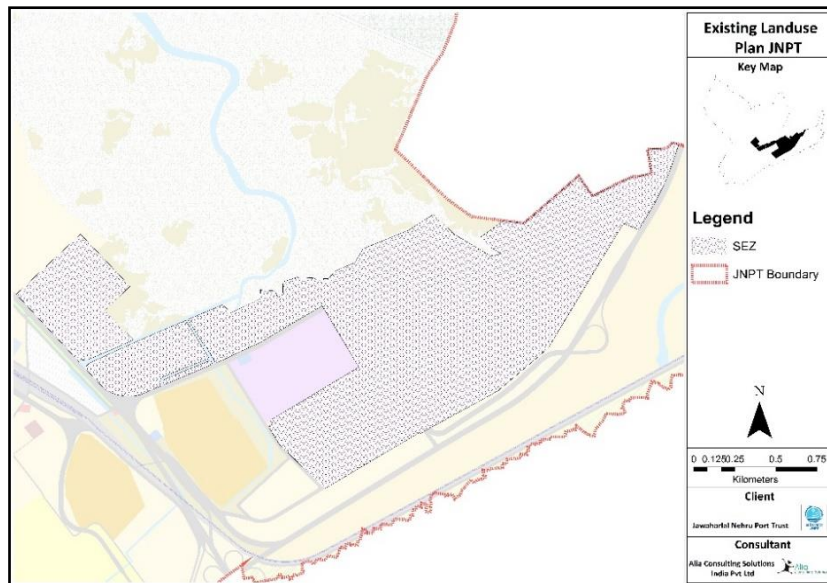 Existing Landuse
Plan JNPT
Key Map
Legend
SEZ
JNPT Boundary
N
0 0.125 0.25 0.5 0.75
Kilometers
Client
Jawaharlal Nehru Port Trust
Consultant
Alia Consulting Solutions
India Pvt Ltd
Alia